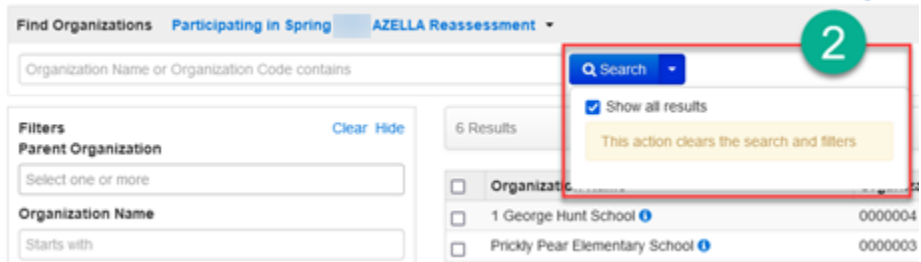 Find Organizations Participating in Spring AZELLA Reassessment
Organization Name or Organization Code contains
Search
2
Show all results
This action clears the search and filters
Filters Clear Hide
Parent Organization
Select one or more
Organization Name
Starts with
6 Results
1 George Hunt School 0000004
Prickly Pear Elementary School 0000003